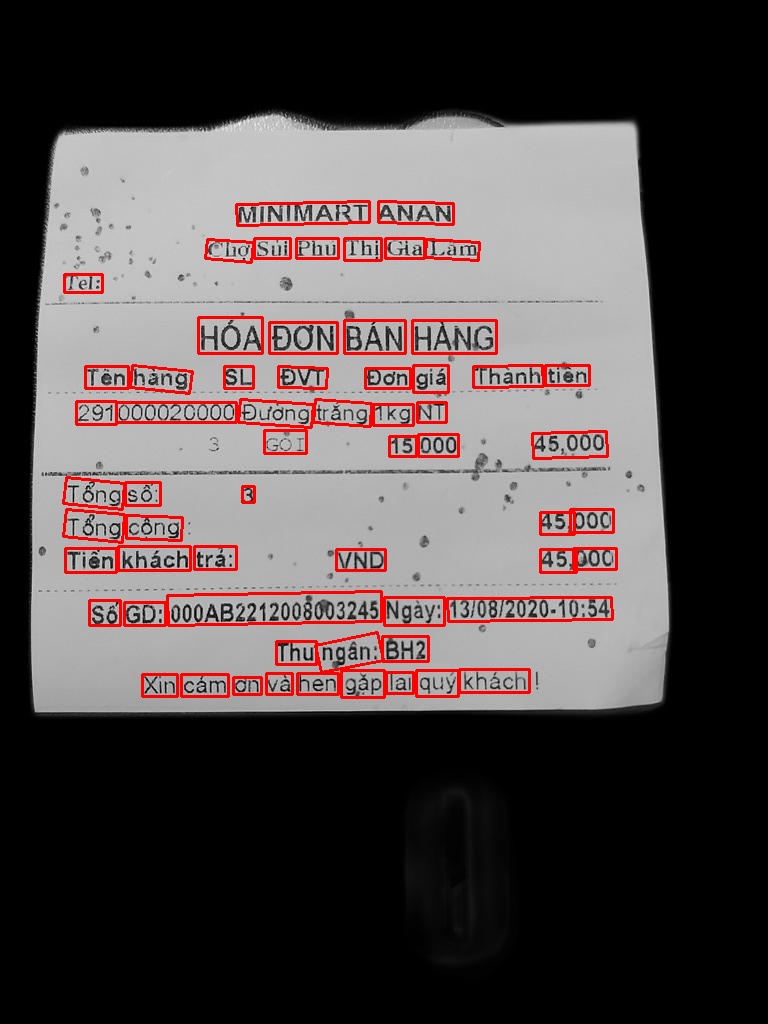 MINIMART ANAN
Chợ Sủi Phú Thị Gia Lâm
Tel:
HÓA ĐƠN BÁN HÀNG
Tên hàng SL ĐVT Đơn giá Thành tiền
291000020000 Đường trắng 1kg NT
3 GÓI 15,000 45,000
Tổng số: 3
Tổng cộng : 45,000
Tiền khách trả: VND 45,000
Số GD: 000AB2212008003245 Ngày: 13/08/2020-10:54
Thu ngân: BH2
Xin cám ơn và hẹn gặp lại quý khách !